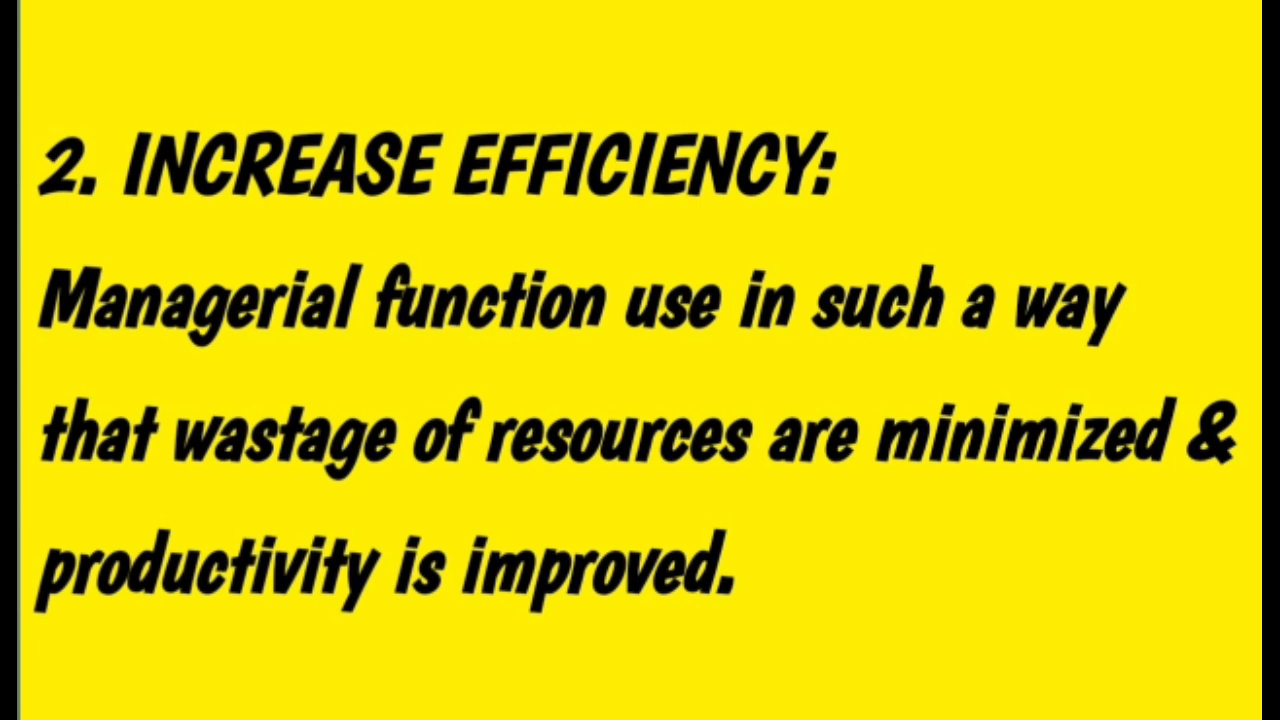 2. INCREASE EFFICIENCY:
Managerial function use in such a way
that wastage of resources are minimized &
productivity is improved.